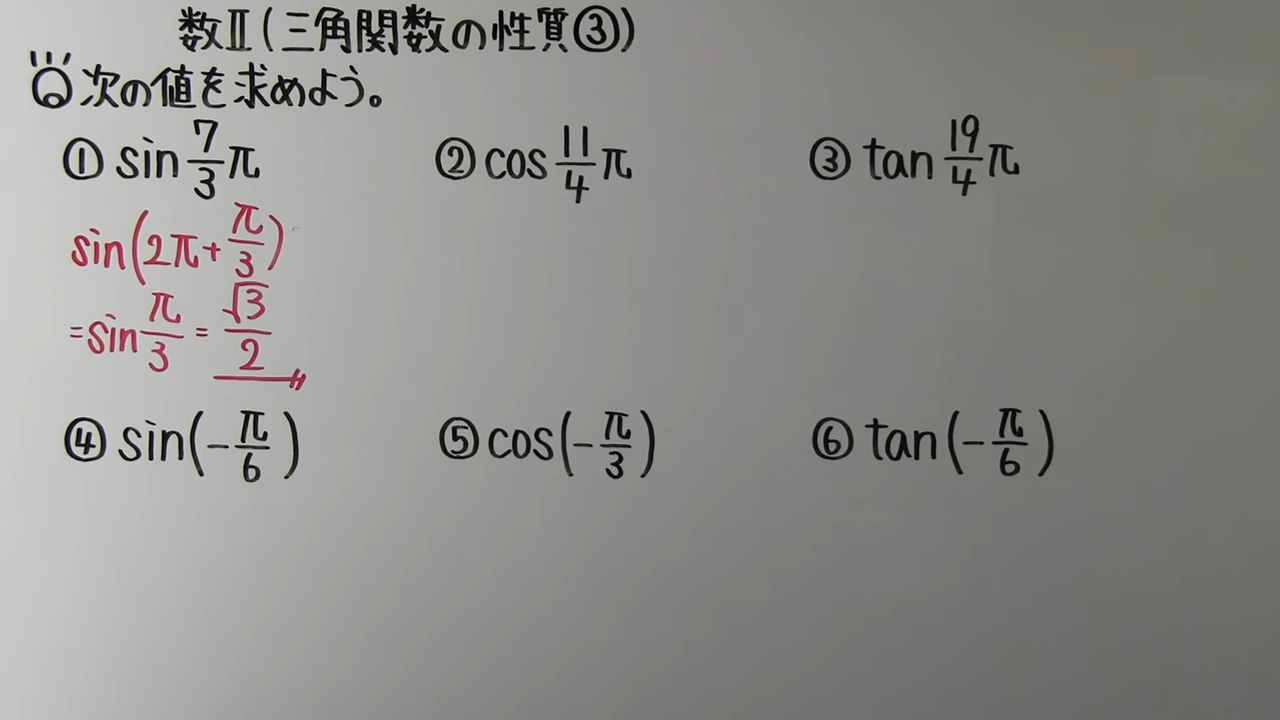 数Ⅱ(三角関数の性質③)
Q次の値を求めよう。
① sin 7/3 π ② cos 11/4 π ③ tan 19/4 π
sin(2π+π/3)
=sin π/3 = √3/2
④ sin(-π/6) ⑤ cos(-π/3) ⑥ tan(-π/6)